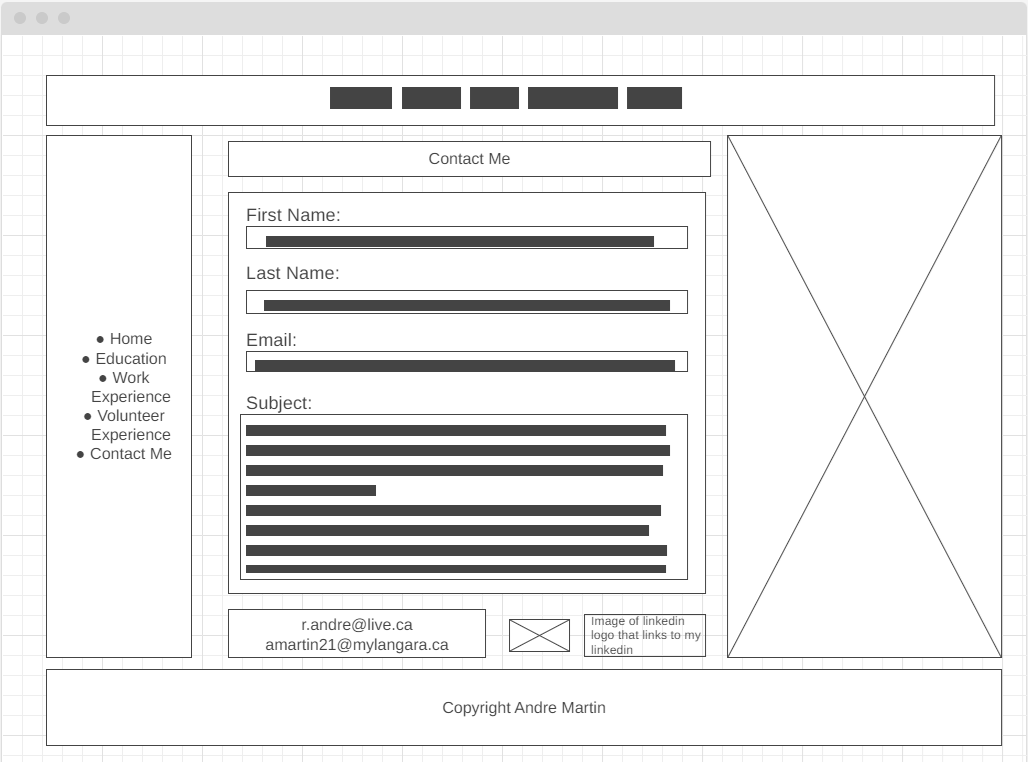 Contact Me
First Name:
Last Name:
Email:
Subject:
● Home
● Education
● Work
Experience
● Volunteer
Experience
● Contact Me
r.andre@live.ca
amartin21@mylangara.ca
Image of linkedin
logo that links to my
linkedin
Copyright Andre Martin